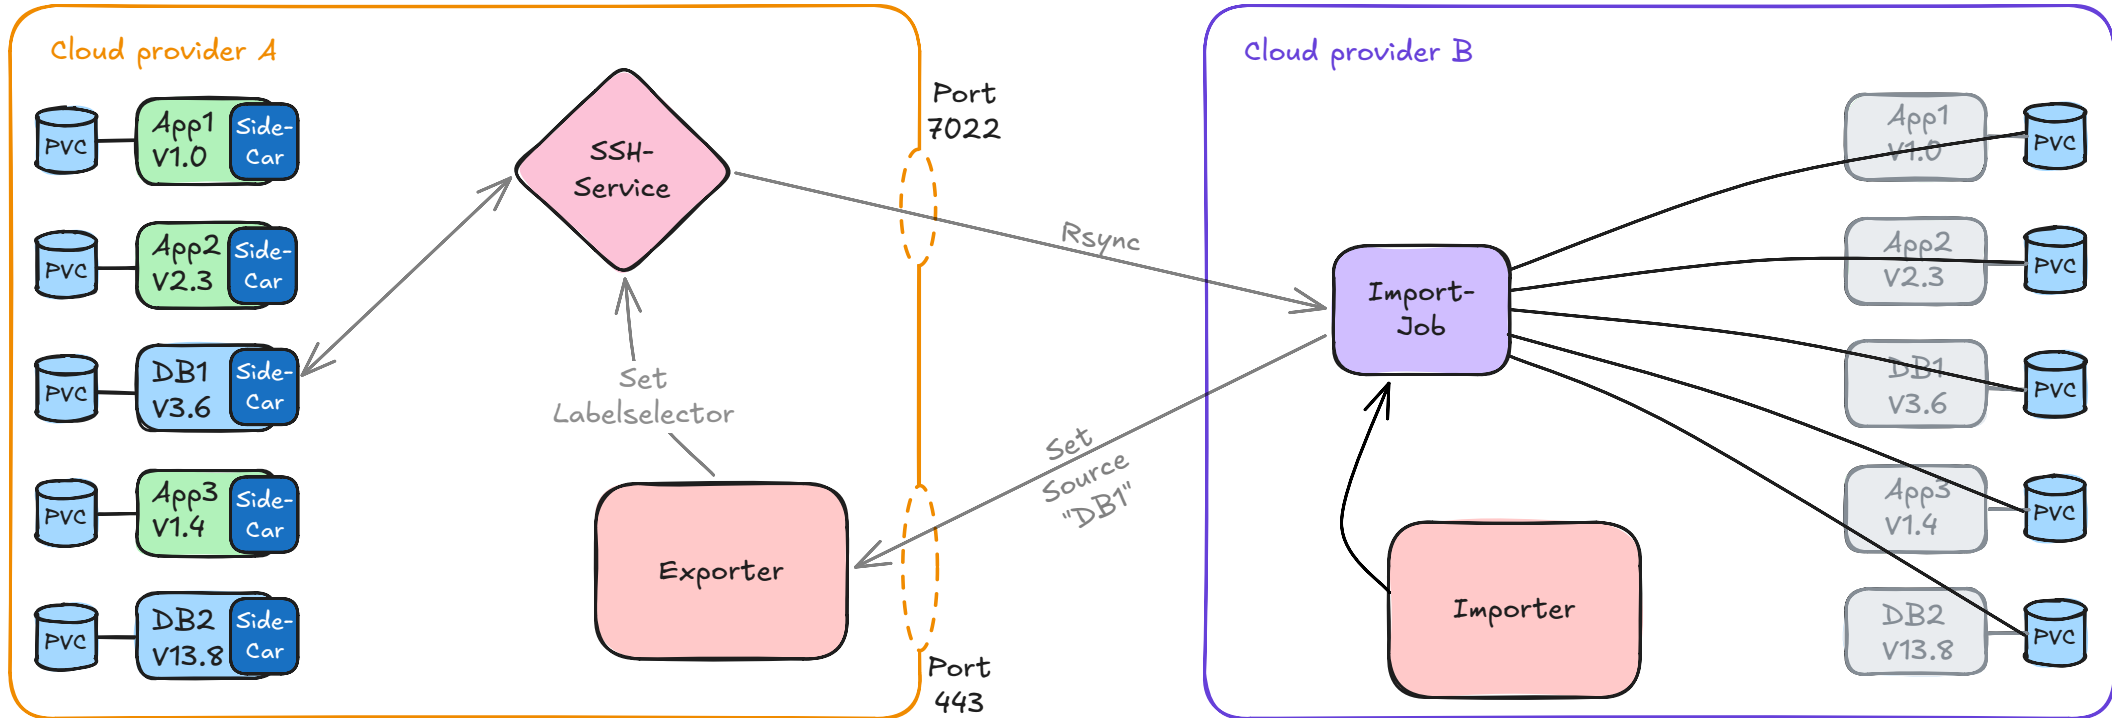 Cloud provider A
PVC
App1
V1.0
Side-
Car
PVC
App2
V2.3
Side-
Car
PVC
DB1
V3.6
Side-
Car
PVC
App3
V1.4
Side-
Car
PVC
DB2
V13.8
Side-
Car
SSH-
Service
Set
Labelselector
Exporter
Port
7022
Rsync
Set
Source
"DB1"
Port
443
Cloud provider B
Import-
Job
Importer
App1
V1.0
PVC
App2
V2.3
PVC
DB1
V3.6
PVC
App3
V1.4
PVC
DB2
V13.8
PVC